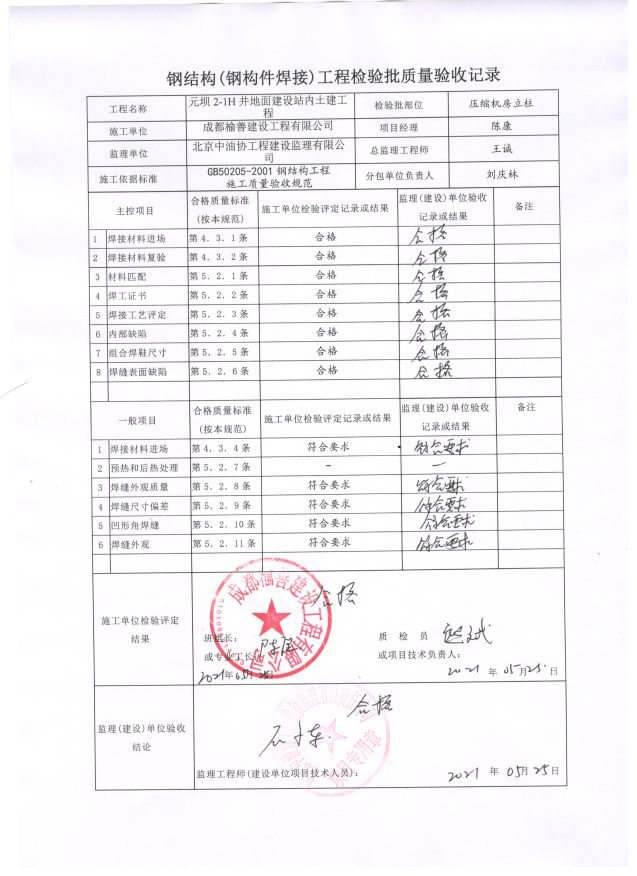 钢结构(钢构件焊接)工程检验批质量验收记录
工程名称 元坝 2-1H 井地面建设站内土建工程 检验批部位 压缩机房立柱
施工单位 成都榆善建设工程有限公司 项目经理 陈康
监理单位 北京中油协工程建设监理有限公司 总监理工程师 王诚
施工依据标准 GB50205-2001 钢结构工程施工质量验收规范 分包单位负责人 刘庆林
主控项目 合格质量标准(按本规范) 施工单位检验评定记录或结果 监理(建设)单位验收记录或结果 备注
1 焊接材料进场 第 4．3．1 条 合格 合格
2 焊接材料复验 第 4．3．2 条 合格 合格
3 材料匹配 第 5．2．1 条 合格 合格
4 焊工证书 第 5．2．2 条 合格 合格
5 焊接工艺评定 第 5．2．3 条 合格 合格
6 内部缺陷 第 5．2．4 条 合格 合格
7 组合焊鞋尺寸 第 5．2．5 条 合格 合格
8 焊缝表面缺陷 第 5．2．6 条 合格 合格
一般项目 合格质量标准(按本规范) 施工单位检验评定记录或结果 监理(建设)单位验收记录或结果 备注
1 焊接材料进场 第 4．3．4 条 符合要求 符合要求
2 预热和后热处理 第 5．2．7 条 - —
3 焊缝外观质量 第 5．2．8 条 符合要求 符合要求
4 焊缝尺寸偏差 第 5．2．9 条 符合要求 符合要求
5 凹形角焊缝 第 5．2．10 条 符合要求 符合要求
6 焊缝外观 第 5．2．11 条 符合要求 符合要求
施工单位检验评定结果
合格
成都榆善建设工程有限公司
班组长：
或专业工长：
2021年05月25日
质 检 员
或项目技术负责人：
2021 年 05月25日
监理(建设)单位验收结论
合格
监理工程师(建设单位项目技术人员)：
2021 年 05月25日